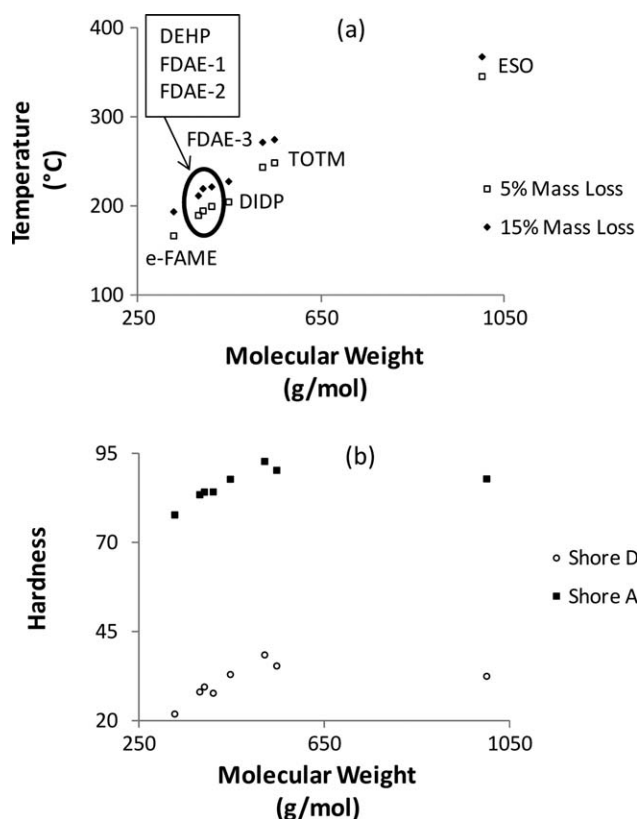 (a)
400
300
200
100
Temperature
(°C)
DEHP
FDAE-1
FDAE-2
FDAE-3
TOTM
DIDP
e-FAME
ESO
5% Mass Loss
15% Mass Loss
250
650
1050
Molecular Weight
(g/mol)
(b)
95
70
45
20
Hardness
Shore D
Shore A
250
650
1050
Molecular Weight
(g/mol)